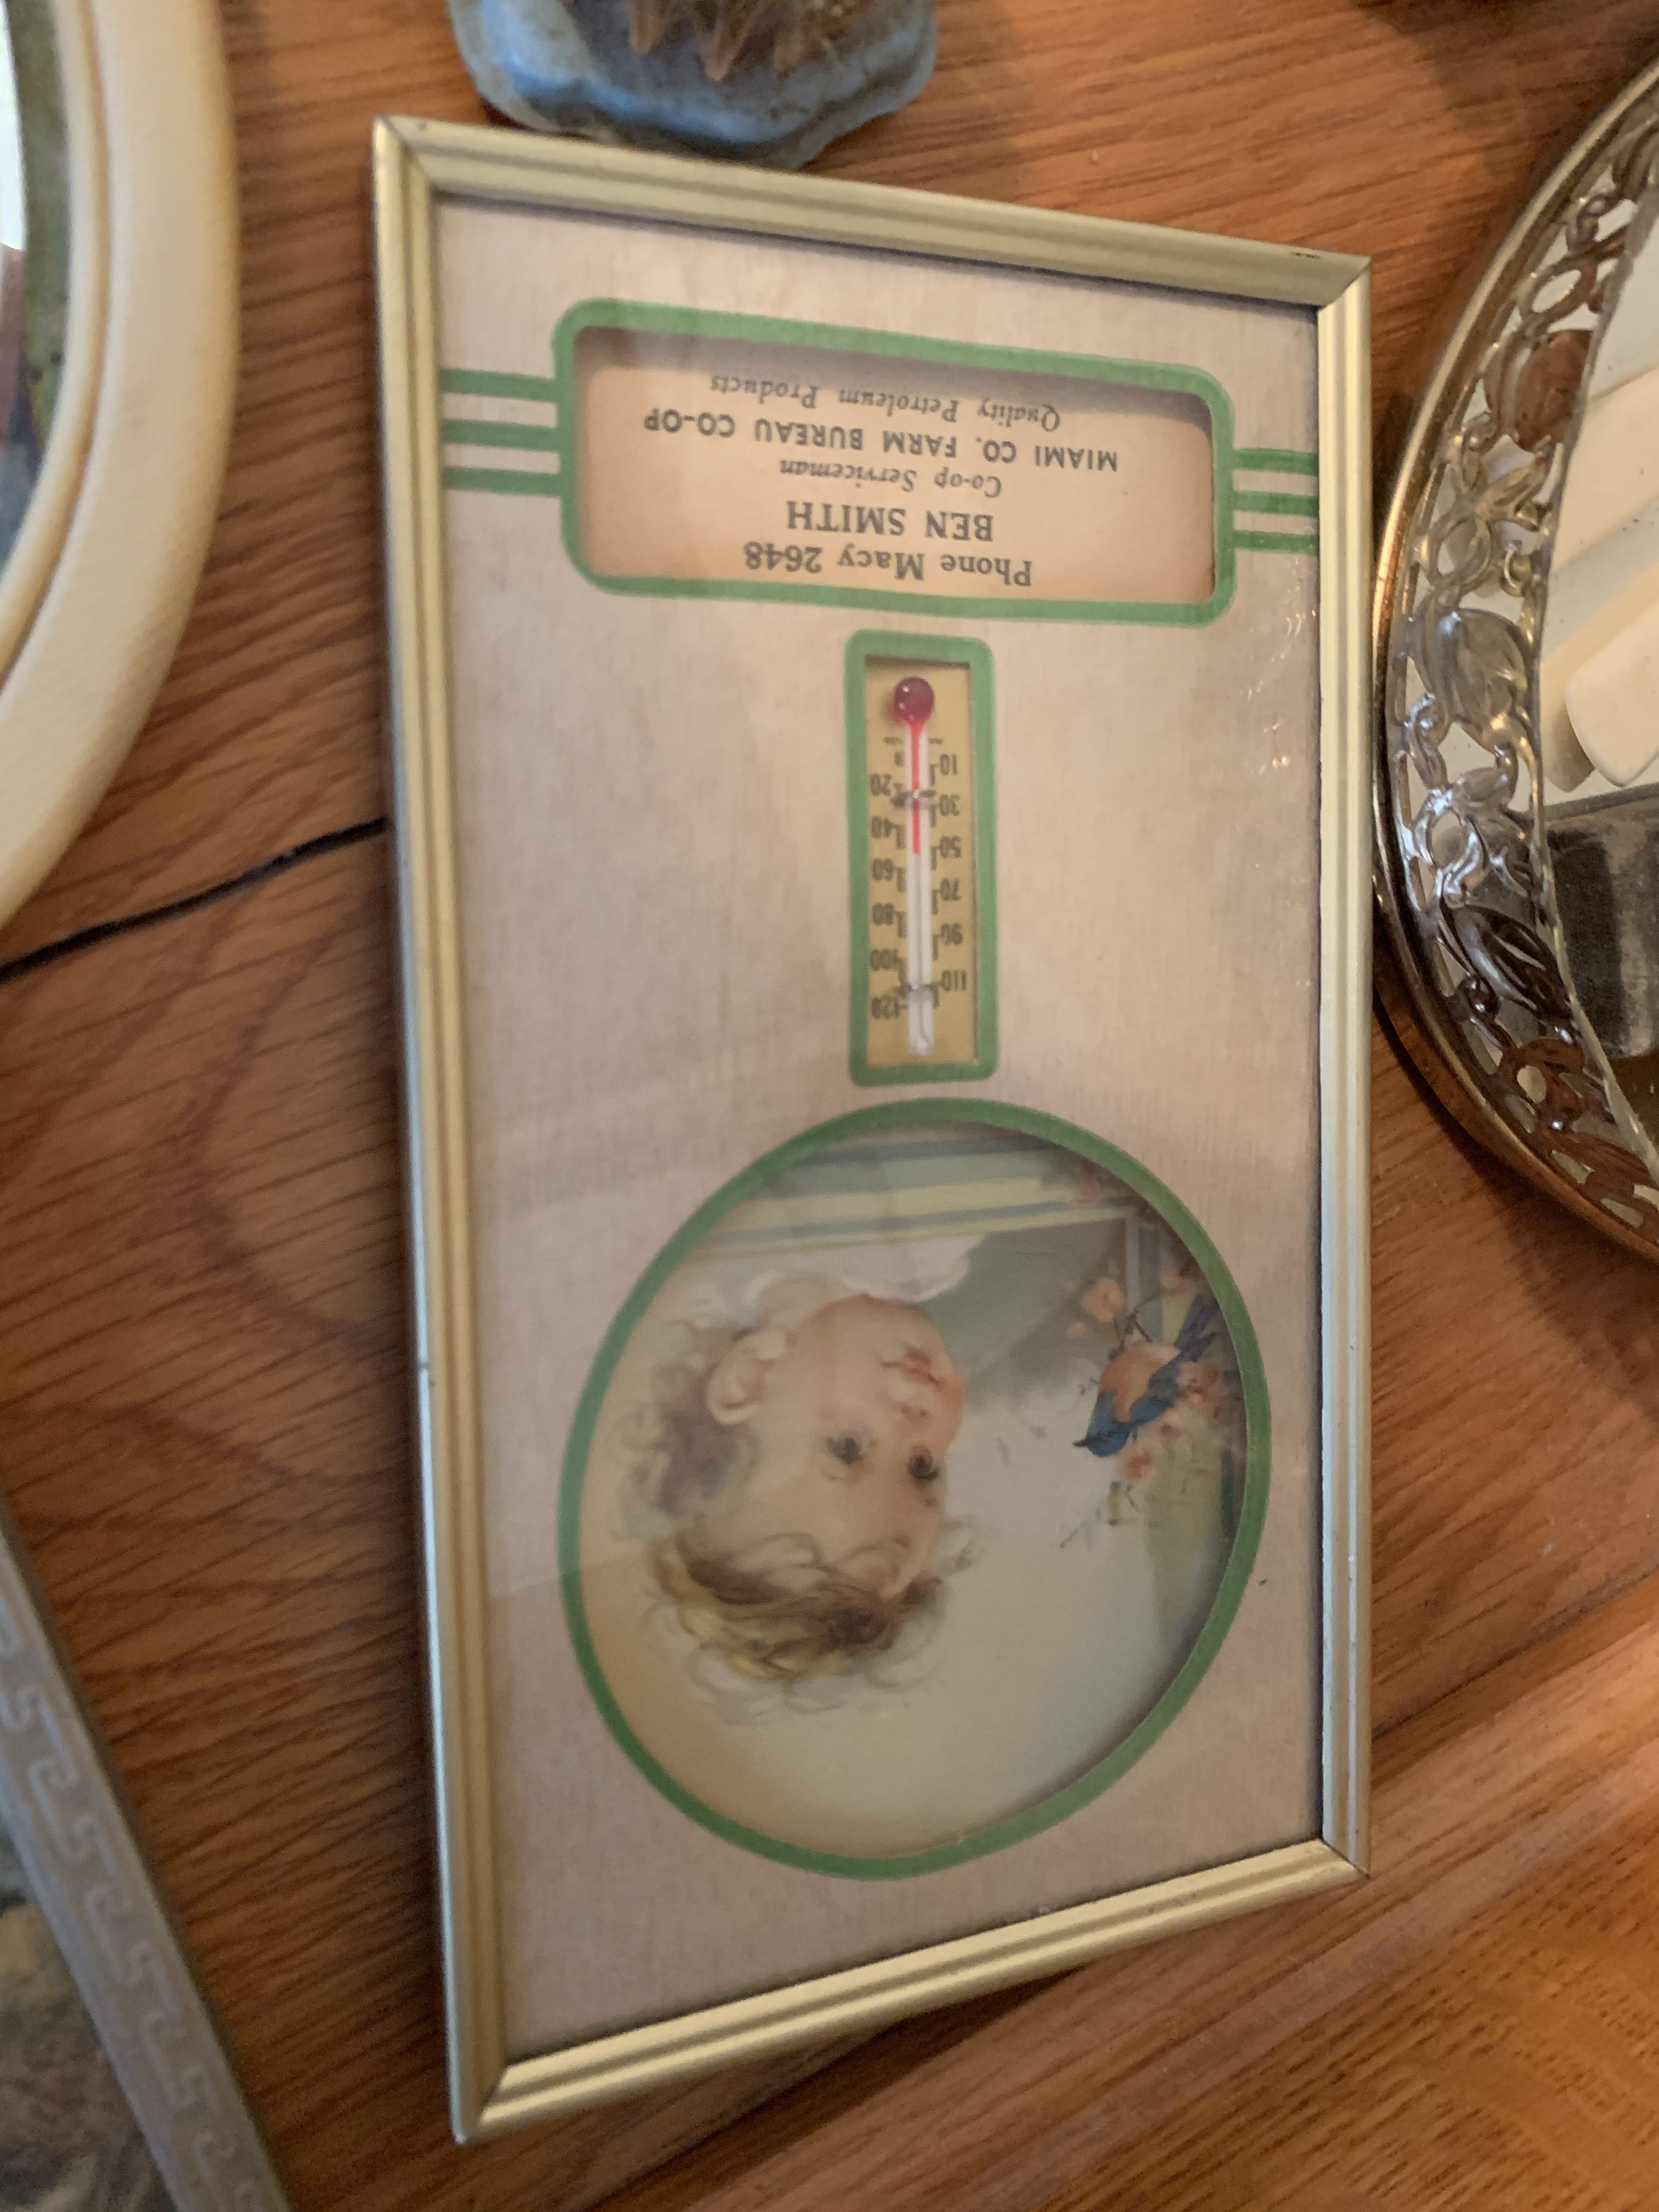 120
110
100
90
80
70
60
50
40
30
20
10
Phone Macy 2648
BEN SMITH
Co-op Serviceman
MIAMI CO. FARM BUREAU CO-OP
Quality Petroleum Products